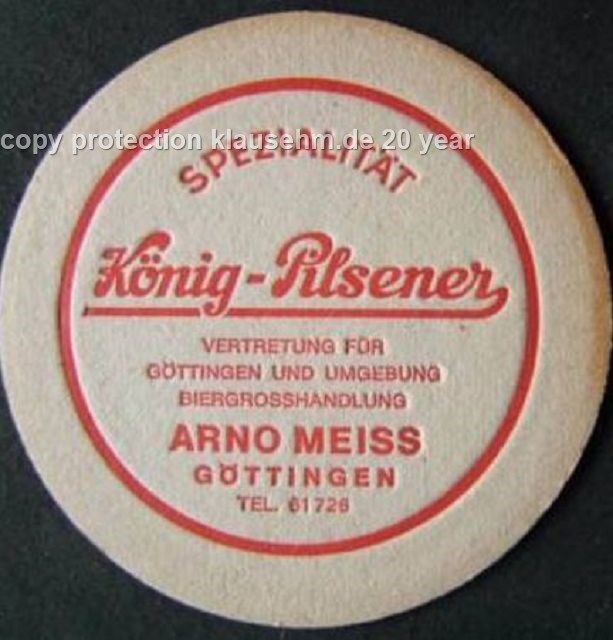 copy protection klausehm.de 20 year
SPEZIALITÄT
König-Pilsener
VERTRETUNG FÜR
GÖTTINGEN UND UMGEBUNG
BIERGROSSHANDLUNG
ARNO MEISS
GÖTTINGEN
TEL. 61726